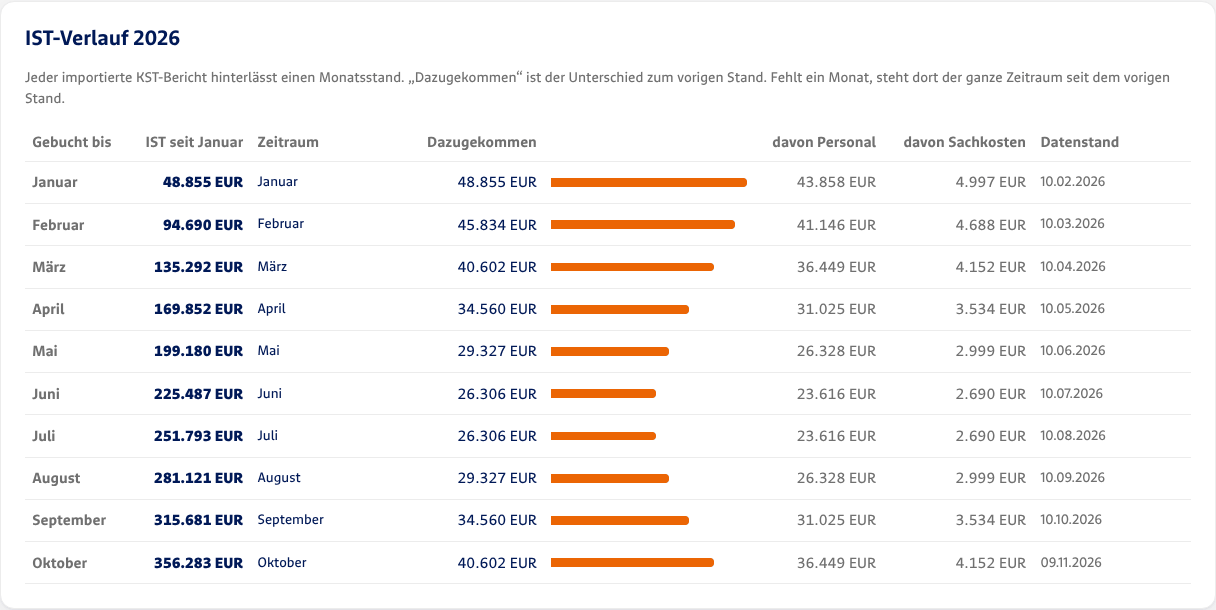 IST-Verlauf 2026
Jeder importierte KST-Bericht hinterlässt einen Monatsstand. „Dazugekommen“ ist der Unterschied zum vorigen Stand. Fehlt ein Monat, steht dort der ganze Zeitraum seit dem vorigen
Stand.
Gebucht bis IST seit Januar Zeitraum Dazugekommen davon Personal davon Sachkosten Datenstand
Januar 48.855 EUR Januar 48.855 EUR 43.858 EUR 4.997 EUR 10.02.2026
Februar 94.690 EUR Februar 45.834 EUR 41.146 EUR 4.688 EUR 10.03.2026
März 135.292 EUR März 40.602 EUR 36.449 EUR 4.152 EUR 10.04.2026
April 169.852 EUR April 34.560 EUR 31.025 EUR 3.534 EUR 10.05.2026
Mai 199.180 EUR Mai 29.327 EUR 26.328 EUR 2.999 EUR 10.06.2026
Juni 225.487 EUR Juni 26.306 EUR 23.616 EUR 2.690 EUR 10.07.2026
Juli 251.793 EUR Juli 26.306 EUR 23.616 EUR 2.690 EUR 10.08.2026
August 281.121 EUR August 29.327 EUR 26.328 EUR 2.999 EUR 10.09.2026
September 315.681 EUR September 34.560 EUR 31.025 EUR 3.534 EUR 10.10.2026
Oktober 356.283 EUR Oktober 40.602 EUR 36.449 EUR 4.152 EUR 09.11.2026